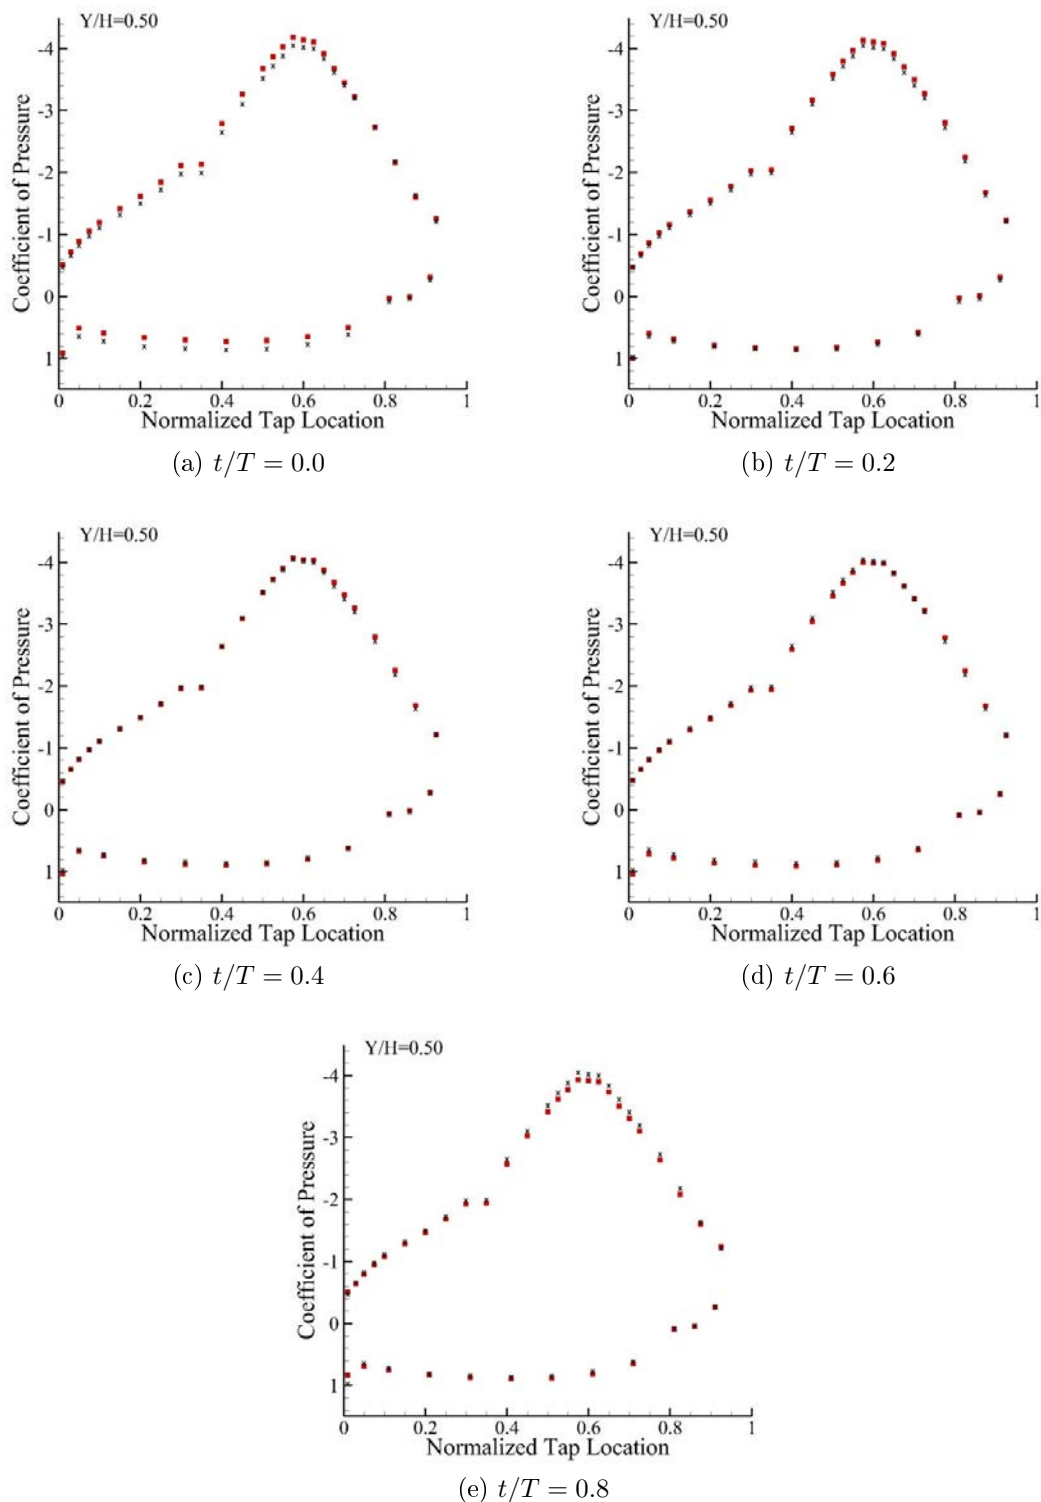 Y/H=0.50
-4
-3
-2
-1
0
1
Coefficient of Pressure
0 0.2 0.4 0.6 0.8 1
Normalized Tap Location
(a) t/T = 0.0
Y/H=0.50
-4
-3
-2
-1
0
1
Coefficient of Pressure
0 0.2 0.4 0.6 0.8 1
Normalized Tap Location
(b) t/T = 0.2
Y/H=0.50
-4
-3
-2
-1
0
1
Coefficient of Pressure
0 0.2 0.4 0.6 0.8 1
Normalized Tap Location
(c) t/T = 0.4
Y/H=0.50
-4
-3
-2
-1
0
1
Coefficient of Pressure
0 0.2 0.4 0.6 0.8 1
Normalized Tap Location
(d) t/T = 0.6
Y/H=0.50
-4
-3
-2
-1
0
1
Coefficient of Pressure
0 0.2 0.4 0.6 0.8 1
Normalized Tap Location
(e) t/T = 0.8